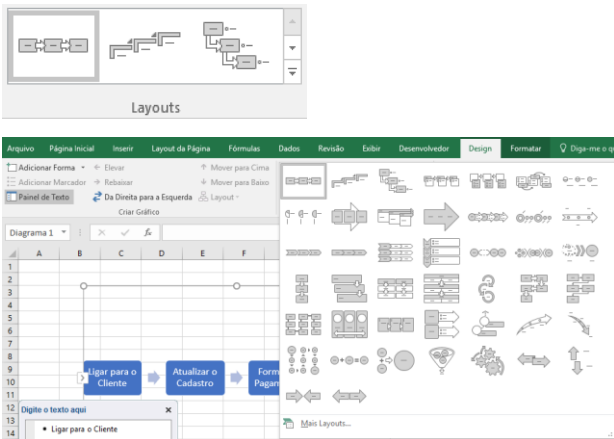 Layouts
Arquivo Página Inicial Inserir Layout da Página Fórmulas Dados Revisão Exibir Desenvolvedor Design Formatar Diga-me o q
Adicionar Forma Elevar Mover para Cima
Adicionar Marcador Rebaixar Mover para Baixo
Painel de Texto Da Direita para a Esquerda Layout
Criar Gráfico
Diagrama 1 fx
A B C D E F
1
2
3
4
5
6
7
8
9 Ligar para o Atualizar o Form
10 Cliente Cadastro Pagan
11
12 Digite o texto aqui
13
14 Ligar para o Cliente
Mais Layouts...